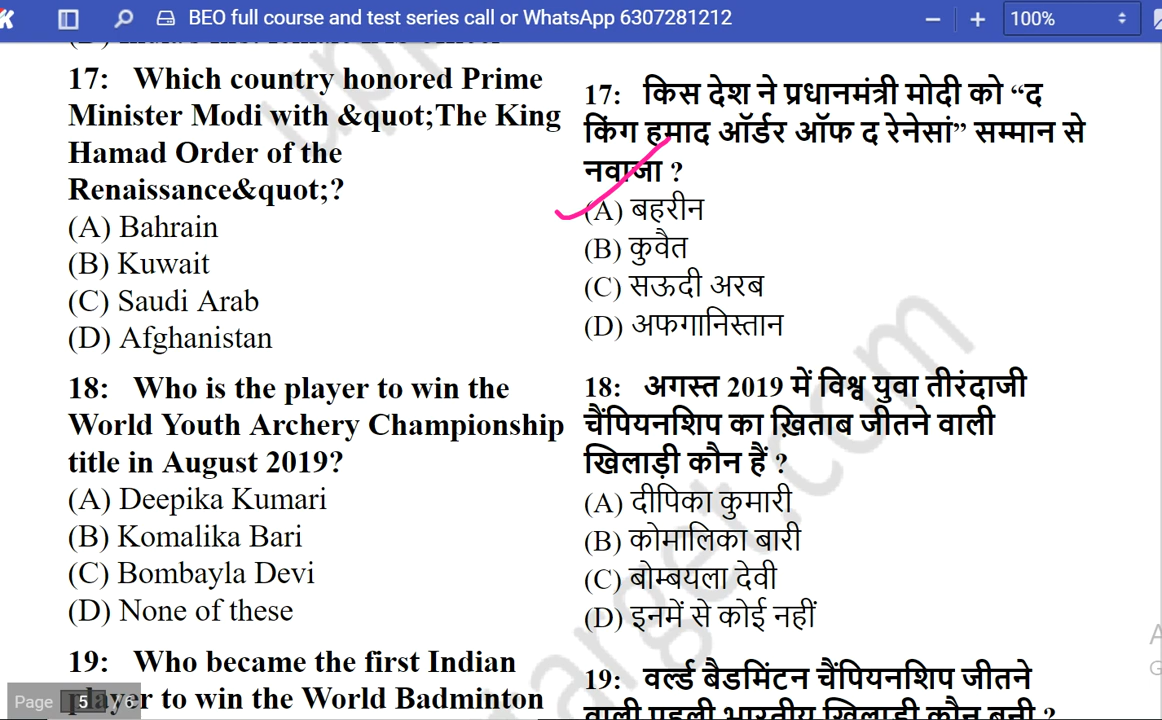 BEO full course and test series call or WhatsApp 6307281212
100%
17: Which country honored Prime
Minister Modi with &quot;The King
Hamad Order of the
Renaissance&quot;?
(A) Bahrain
(B) Kuwait
(C) Saudi Arab
(D) Afghanistan
18: Who is the player to win the
World Youth Archery Championship
title in August 2019?
(A) Deepika Kumari
(B) Komalika Bari
(C) Bombayla Devi
(D) None of these
19: Who became the first Indian
player to win the World Badminton
17: किस देश ने प्रधानमंत्री मोदी को “द
किंग हमाद ऑर्डर ऑफ द रेनेसां” सम्मान से
नवाजा ?
(A) बहरीन
(B) कुवैत
(C) सऊदी अरब
(D) अफगानिस्तान
18: अगस्त 2019 में विश्व युवा तीरंदाजी
चैंपियनशिप का ख़िताब जीतने वाली
खिलाड़ी कौन हैं ?
(A) दीपिका कुमारी
(B) कोमालिका बारी
(C) बोम्बयला देवी
(D) इनमें से कोई नहीं
19: वर्ल्ड बैडमिंटन चैंपियनशिप जीतने
वाली पहली भारतीय खिलाड़ी कौन बनी ?
Page 5 / 6